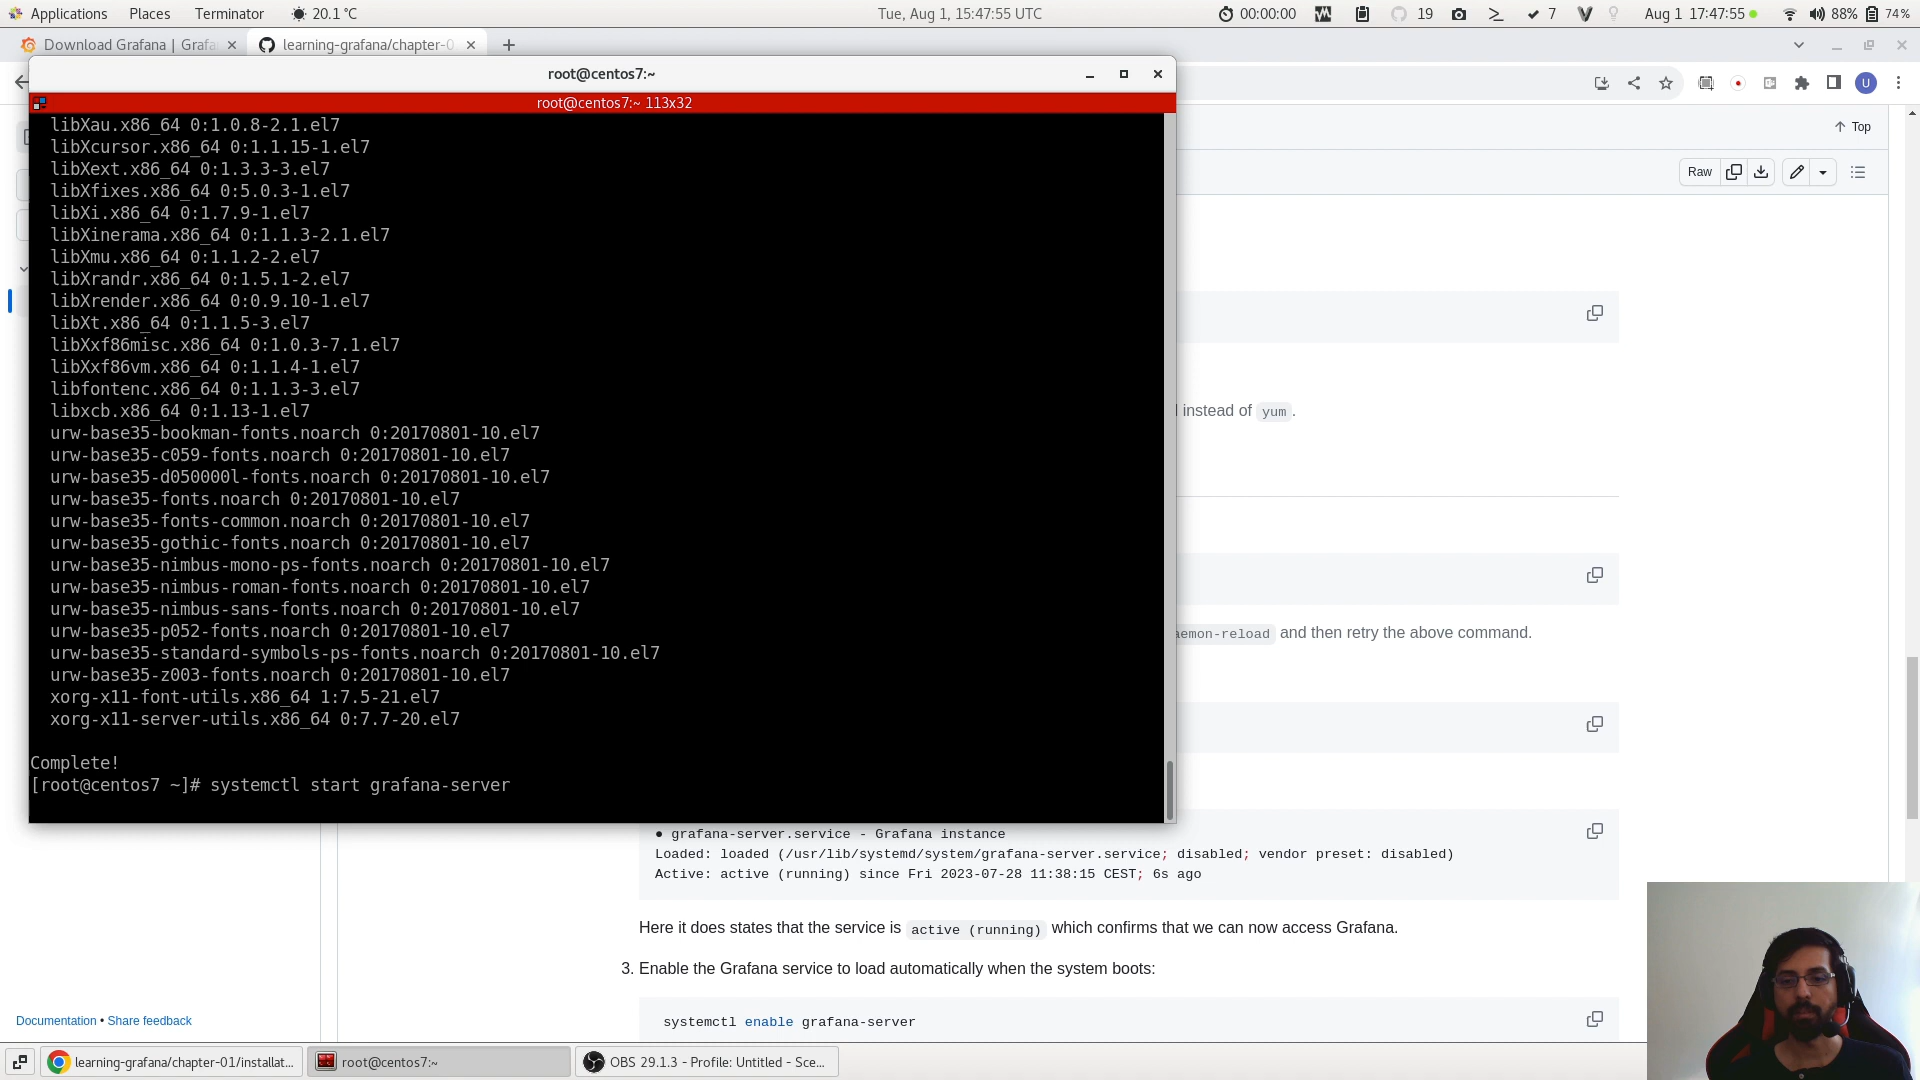 Applications Places Terminator 20.1 °C Tue, Aug 1, 15:47:55 UTC 00:00:00 19 7 Aug 1 17:47:55 88% 74%
Download Grafana | Grafa learning-grafana/chapter-0
root@centos7:~
U
root@centos7:~ 113x32
libXau.x86_64 0:1.0.8-2.1.el7
Top
libXcursor.x86_64 0:1.1.15-1.el7
libXext.x86_64 0:1.3.3-3.el7
Raw
libXfixes.x86_64 0:5.0.3-1.el7
libXi.x86_64 0:1.7.9-1.el7
libXinerama.x86_64 0:1.1.3-2.1.el7
libXmu.x86_64 0:1.1.2-2.el7
libXrandr.x86_64 0:1.5.1-2.el7
libXrender.x86_64 0:0.9.10-1.el7
libXt.x86_64 0:1.1.5-3.el7
libXxf86misc.x86_64 0:1.0.3-7.1.el7
libXxf86vm.x86_64 0:1.1.4-1.el7
libfontenc.x86_64 0:1.1.3-3.el7
libxcb.x86_64 0:1.13-1.el7
instead of yum.
urw-base35-bookman-fonts.noarch 0:20170801-10.el7
urw-base35-c059-fonts.noarch 0:20170801-10.el7
urw-base35-d050000l-fonts.noarch 0:20170801-10.el7
urw-base35-fonts.noarch 0:20170801-10.el7
urw-base35-fonts-common.noarch 0:20170801-10.el7
urw-base35-gothic-fonts.noarch 0:20170801-10.el7
urw-base35-nimbus-mono-ps-fonts.noarch 0:20170801-10.el7
urw-base35-nimbus-roman-fonts.noarch 0:20170801-10.el7
urw-base35-nimbus-sans-fonts.noarch 0:20170801-10.el7
urw-base35-p052-fonts.noarch 0:20170801-10.el7
aemon-reload and then retry the above command.
urw-base35-standard-symbols-ps-fonts.noarch 0:20170801-10.el7
urw-base35-z003-fonts.noarch 0:20170801-10.el7
xorg-x11-font-utils.x86_64 1:7.5-21.el7
xorg-x11-server-utils.x86_64 0:7.7-20.el7
Complete!
[root@centos7 ~]# systemctl start grafana-server
● grafana-server.service - Grafana instance
Loaded: loaded (/usr/lib/systemd/system/grafana-server.service; disabled; vendor preset: disabled)
Active: active (running) since Fri 2023-07-28 11:38:15 CEST; 6s ago
Here it does states that the service is active (running) which confirms that we can now access Grafana.
3. Enable the Grafana service to load automatically when the system boots:
systemctl enable grafana-server
Documentation • Share feedback
learning-grafana/chapter-01/installat... root@centos7:~ OBS 29.1.3 - Profile: Untitled - Sce...